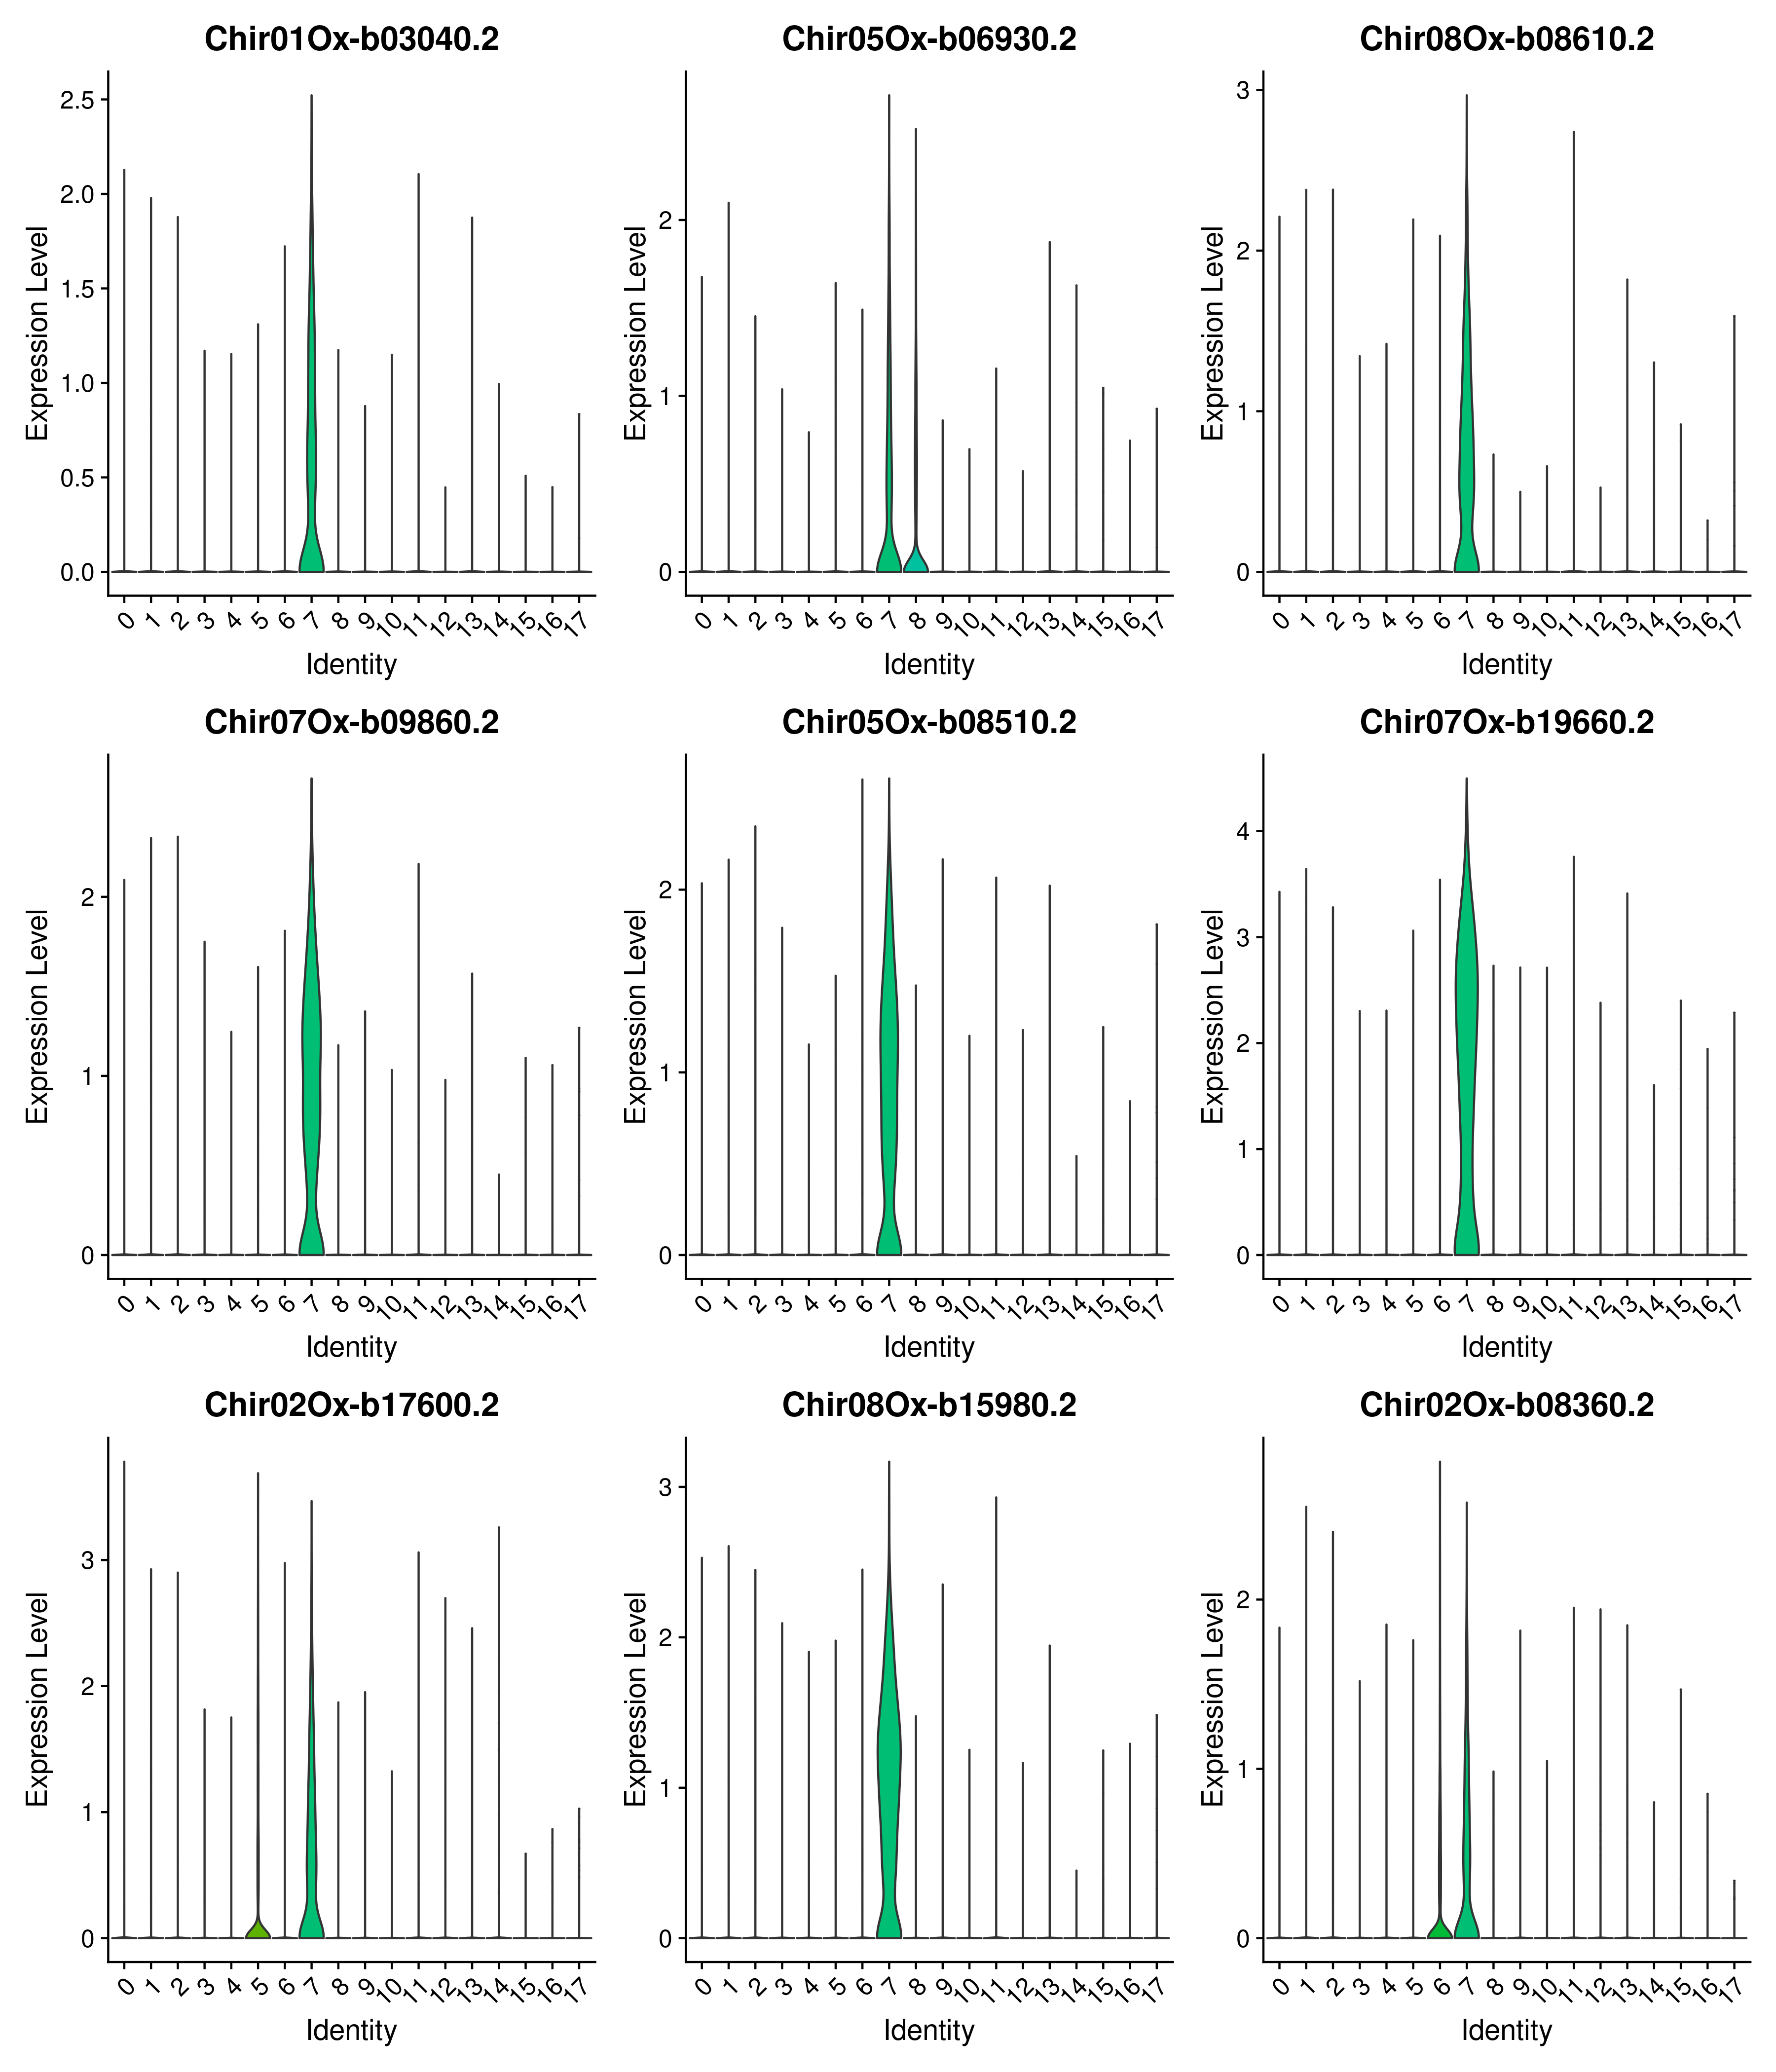 Chir01Ox-b03040.2 Chir05Ox-b06930.2 Chir08Ox-b08610.2
Expression Level Expression Level Expression Level
2.5
2.0
1.5
1.0
0.5
0.0
2
1
0
3
2
1
0
0 1 2 3 4 5 6 7 8 9 10 11 12 13 14 15 16 17
0 1 2 3 4 5 6 7 8 9 10 11 12 13 14 15 16 17
0 1 2 3 4 5 6 7 8 9 10 11 12 13 14 15 16 17
Identity Identity Identity
Chir07Ox-b09860.2 Chir05Ox-b08510.2 Chir07Ox-b19660.2
Expression Level Expression Level Expression Level
2
1
0
2
1
0
4
3
2
1
0
0 1 2 3 4 5 6 7 8 9 10 11 12 13 14 15 16 17
0 1 2 3 4 5 6 7 8 9 10 11 12 13 14 15 16 17
0 1 2 3 4 5 6 7 8 9 10 11 12 13 14 15 16 17
Identity Identity Identity
Chir02Ox-b17600.2 Chir08Ox-b15980.2 Chir02Ox-b08360.2
Expression Level Expression Level Expression Level
3
2
1
0
3
2
1
0
2
1
0
0 1 2 3 4 5 6 7 8 9 10 11 12 13 14 15 16 17
0 1 2 3 4 5 6 7 8 9 10 11 12 13 14 15 16 17
0 1 2 3 4 5 6 7 8 9 10 11 12 13 14 15 16 17
Identity Identity Identity